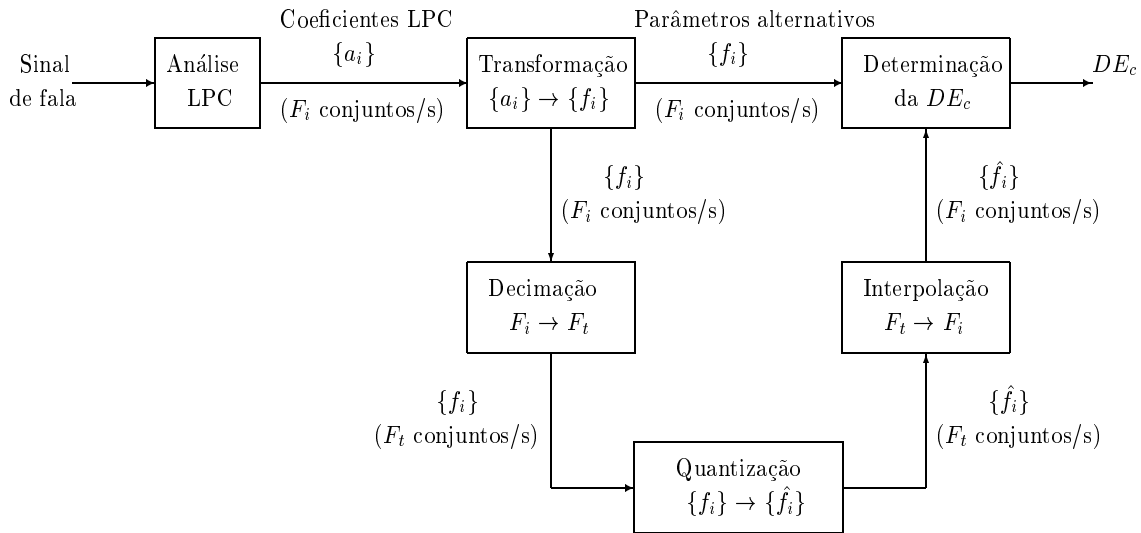 Coeficientes LPC
Parâmetros alternativos
{a_i}
{f_i}
Sinal
de fala
Análise
LPC
Transformação
{a_i} → {f_i}
Determinação
da DE_c
DE_c
(F_i conjuntos/s)
(F_i conjuntos/s)
{f_i}
(F_i conjuntos/s)
{f̂_i}
(F_i conjuntos/s)
Decimação
F_i → F_t
Interpolação
F_t → F_i
{f_i}
(F_t conjuntos/s)
{f̂_i}
(F_t conjuntos/s)
Quantização
{f_i} → {f̂_i}